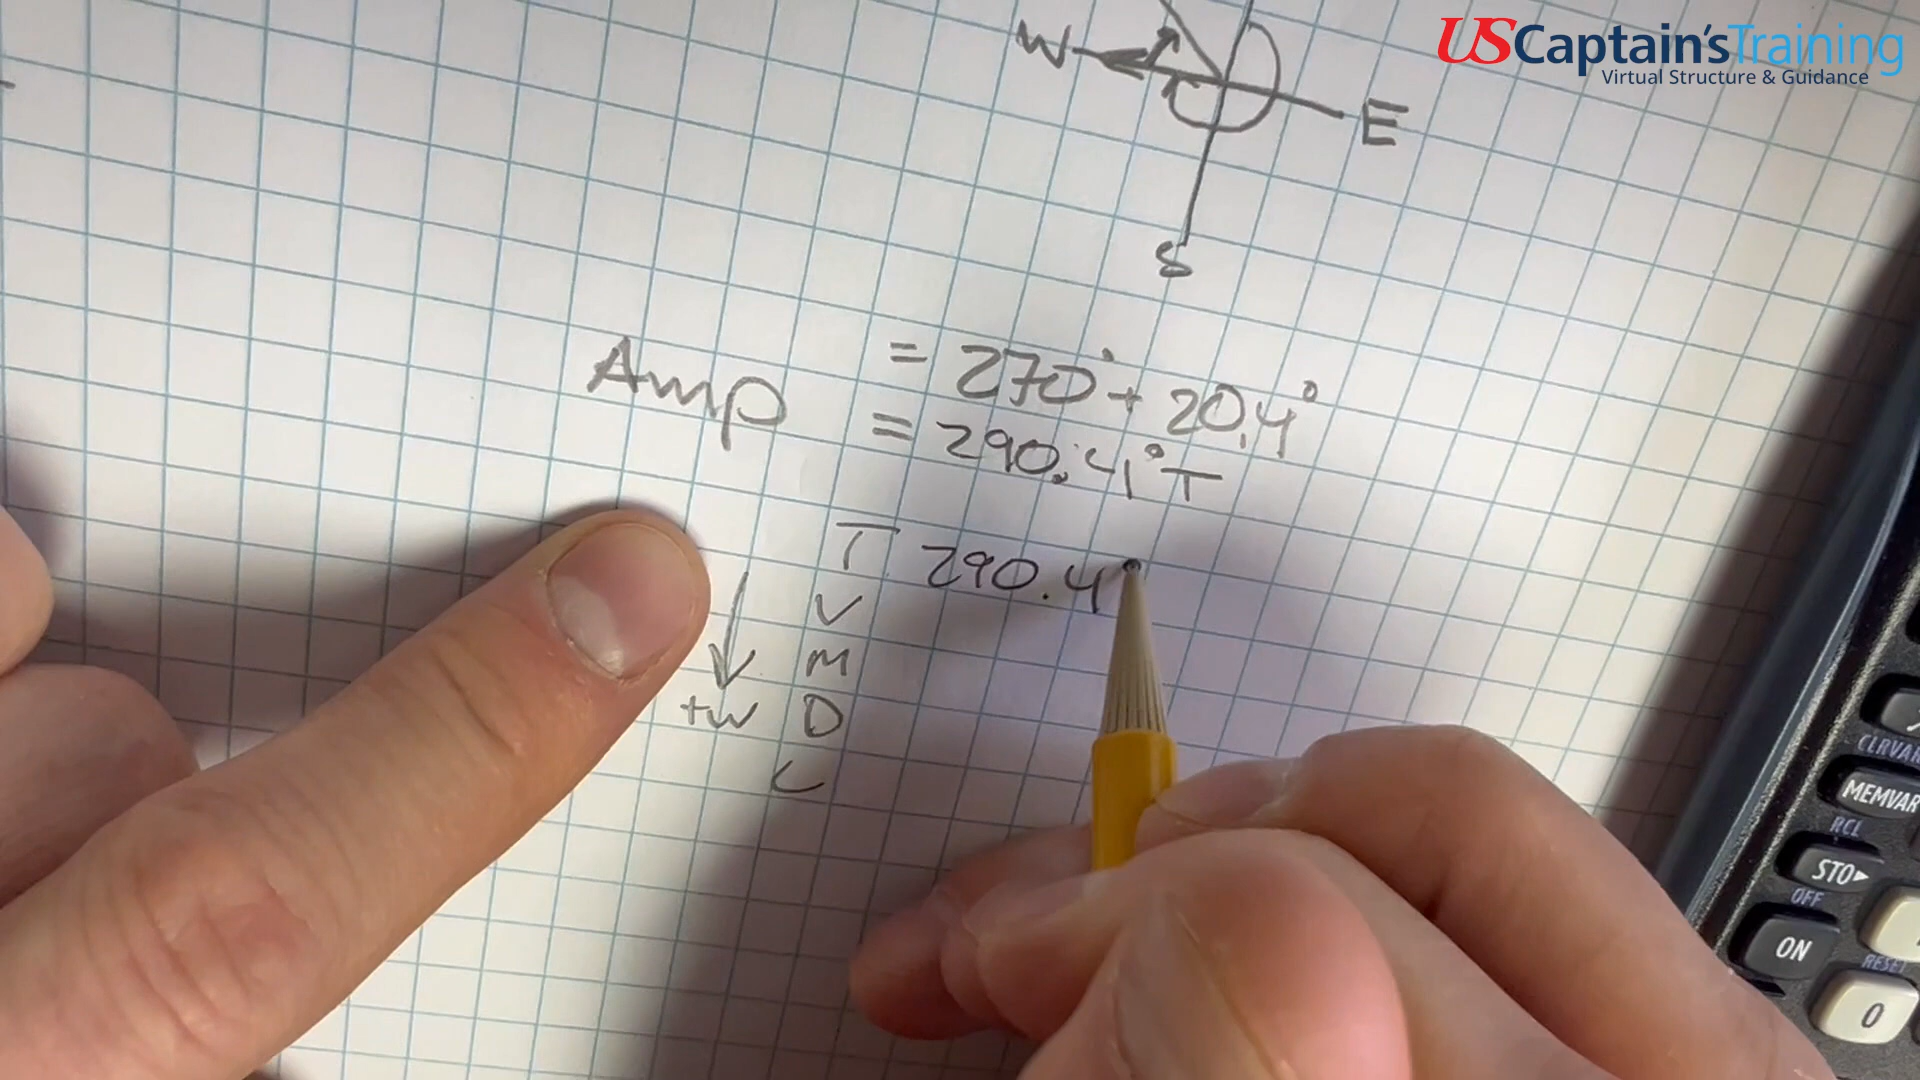 USCaptain'sTraining
Virtual Structure & Guidance
W
E
S
Amp = 270° + 20.4°
= 290.4°T
T 290.4°
V
M
+W D
C
CLRVAR
MEMVAR
RCL
STO▸
OFF
ON
RESET
0